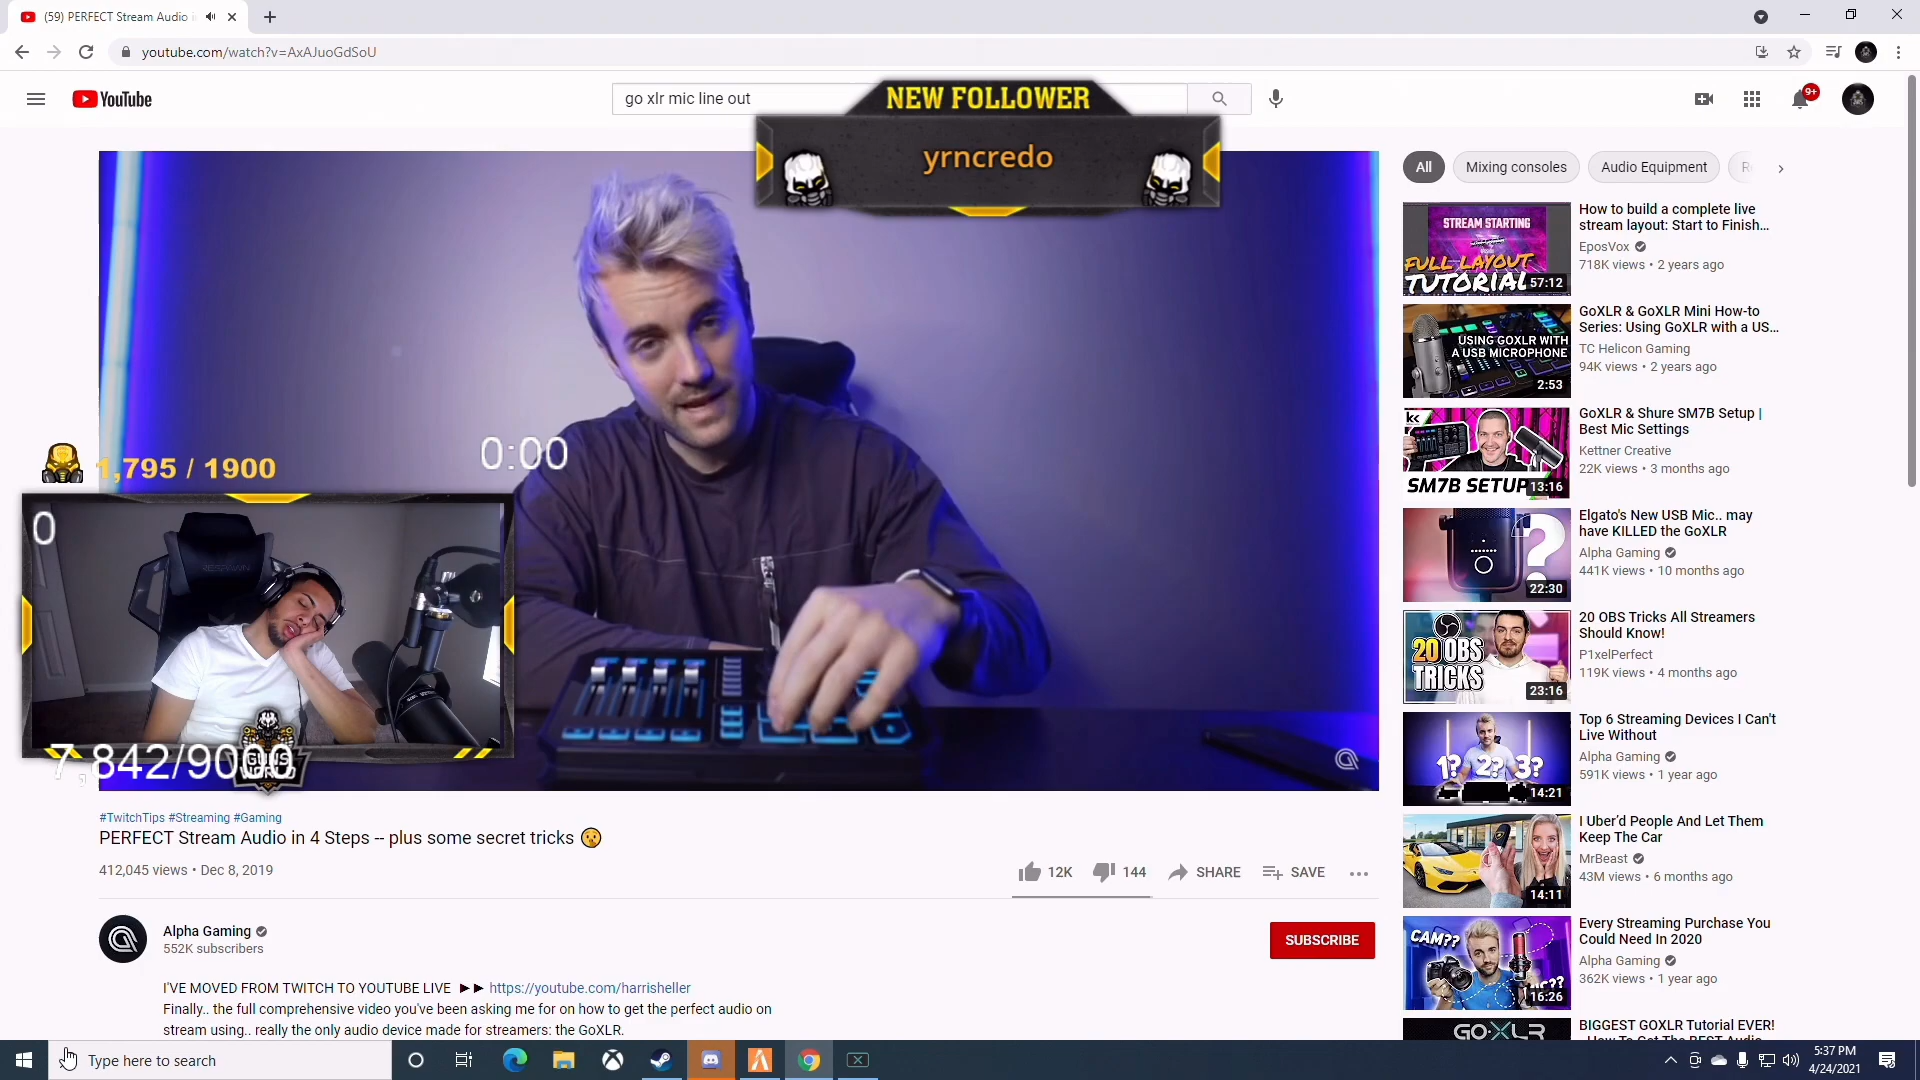 (59) PERFECT Stream Audio i
youtube.com/watch?v=AxAJuoGdSoU
YouTube
go xlr mic line out
9+
NEW FOLLOWER
yrncredo
All
Mixing consoles
Audio Equipment
1,795 / 1900
0:00
0
RESPAWN
7,842/9000
GUNS
WORLD
#TwitchTips #Streaming #Gaming
PERFECT Stream Audio in 4 Steps -- plus some secret tricks 🤫
412,045 views • Dec 8, 2019
12K
144
SHARE
SAVE
Alpha Gaming
552K subscribers
SUBSCRIBE
I'VE MOVED FROM TWITCH TO YOUTUBE LIVE ►► https://youtube.com/harrisheller
Finally.. the full comprehensive video you've been asking me for on how to get the perfect audio on
stream using.. really the only audio device made for streamers: the GoXLR.
STREAM STARTING
FULL LAYOUT
TUTORIAL
57:12
How to build a complete live
stream layout: Start to Finish...
EposVox
718K views • 2 years ago
USING GOXLR WITH
A USB MICROPHONE
2:53
GoXLR & GoXLR Mini How-to
Series: Using GoXLR with a US...
TC Helicon Gaming
94K views • 2 years ago
KK
SM7B SETUP
13:16
GoXLR & Shure SM7B Setup |
Best Mic Settings
Kettner Creative
22K views • 3 months ago
?
22:30
Elgato's New USB Mic.. may
have KILLED the GoXLR
Alpha Gaming
441K views • 10 months ago
20 OBS
TRICKS
23:16
20 OBS Tricks All Streamers
Should Know!
P1xelPerfect
119K views • 4 months ago
1? 2? 3?
14:21
Top 6 Streaming Devices I Can't
Live Without
Alpha Gaming
591K views • 1 year ago
14:11
I Uber'd People And Let Them
Keep The Car
MrBeast
43M views • 6 months ago
CAM??
16:26
Every Streaming Purchase You
Could Need In 2020
Alpha Gaming
362K views • 1 year ago
GO·XLR
BIGGEST GOXLR Tutorial EVER!
Type here to search
5:37 PM
4/24/2021